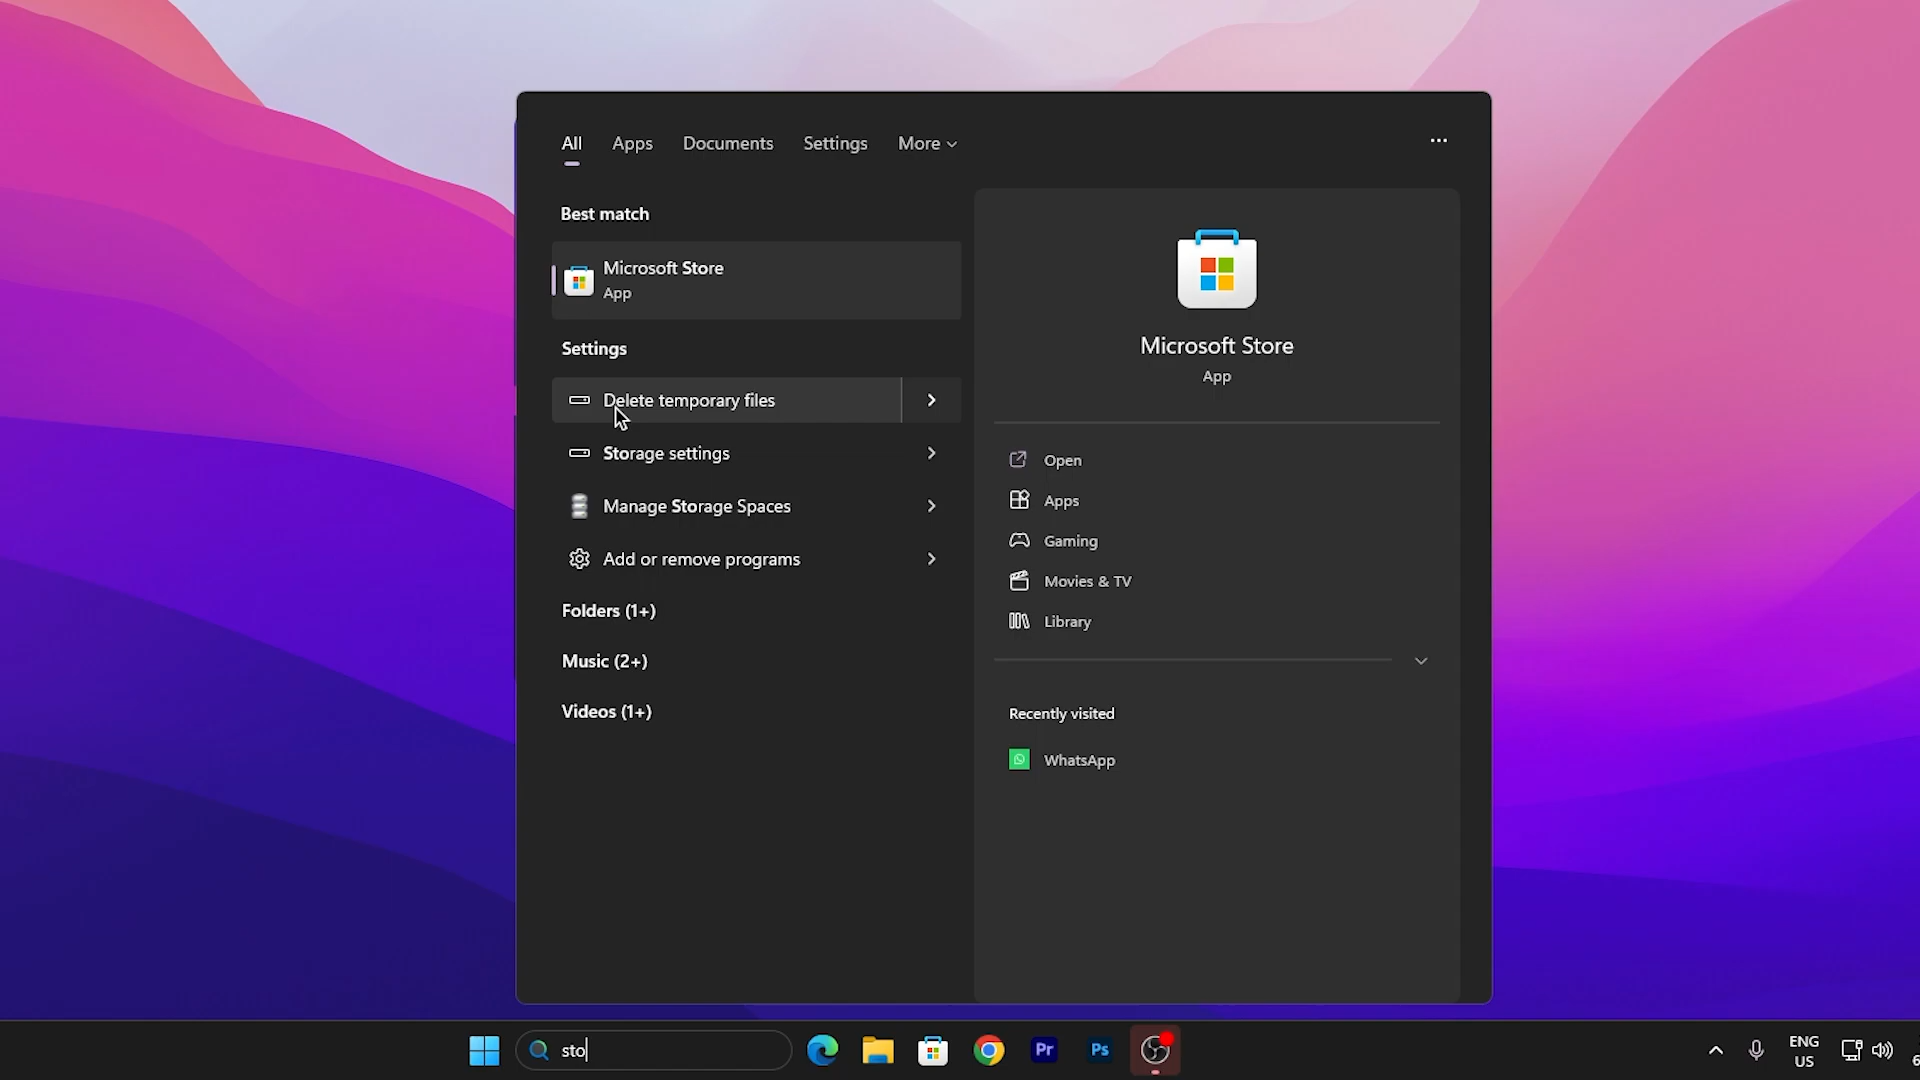 All Apps Documents Settings More
Best match
Microsoft Store
App
Settings
Delete temporary files
Storage settings
Manage Storage Spaces
Add or remove programs
Folders (1+)
Music (2+)
Videos (1+)
Microsoft Store
App
Open
Apps
Gaming
Movies & TV
Library
Recently visited
WhatsApp
sto
Pr
Ps
ENG
US
6